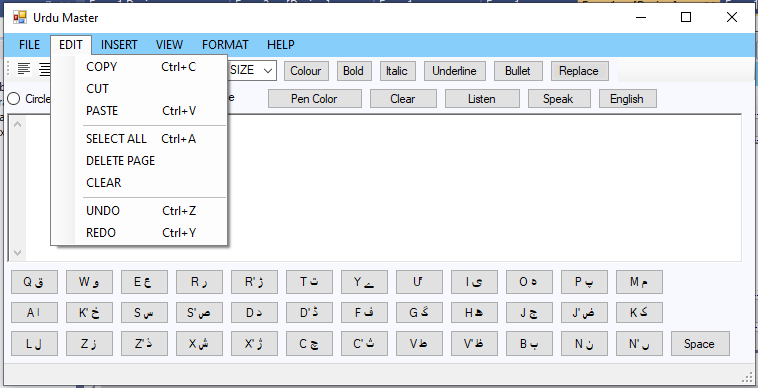 Urdu Master
FILE EDIT INSERT VIEW FORMAT HELP
COPY Ctrl+C
CUT
PASTE Ctrl+V
SELECT ALL Ctrl+A
DELETE PAGE
CLEAR
UNDO Ctrl+Z
REDO Ctrl+Y
SIZE Colour Bold Italic Underline Bullet Replace
Circle Pen Color Clear Listen Speak English
Q ق W و E ع R ر R' ڑ T ت Y ے U ئ I ی O ہ P پ M م
A ا K' خ S س S' ص D د D' ڈ F ف G گ H ھ J ج J' ض K ک
L ل Z ز Z' ذ X ش X' ژ C چ C' ث V ط V' ظ B ب N ن N' ں Space